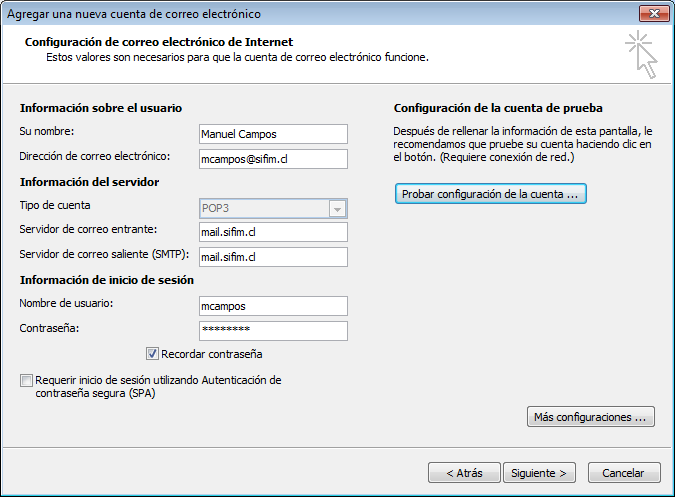 Agregar una nueva cuenta de correo electrónico
Configuración de correo electrónico de Internet
Estos valores son necesarios para que la cuenta de correo electrónico funcione.
Información sobre el usuario
Su nombre:
Manuel Campos
Dirección de correo electrónico:
mcampos@sifim.cl
Información del servidor
Tipo de cuenta
POP3
Servidor de correo entrante:
mail.sifim.cl
Servidor de correo saliente (SMTP):
mail.sifim.cl
Información de inicio de sesión
Nombre de usuario:
mcampos
Contraseña:
********
Recordar contraseña
Requerir inicio de sesión utilizando Autenticación de
contraseña segura (SPA)
Configuración de la cuenta de prueba
Después de rellenar la información de esta pantalla, le
recomendamos que pruebe su cuenta haciendo clic en
el botón. (Requiere conexión de red.)
Probar configuración de la cuenta ...
Más configuraciones ...
< Atrás
Siguiente >
Cancelar